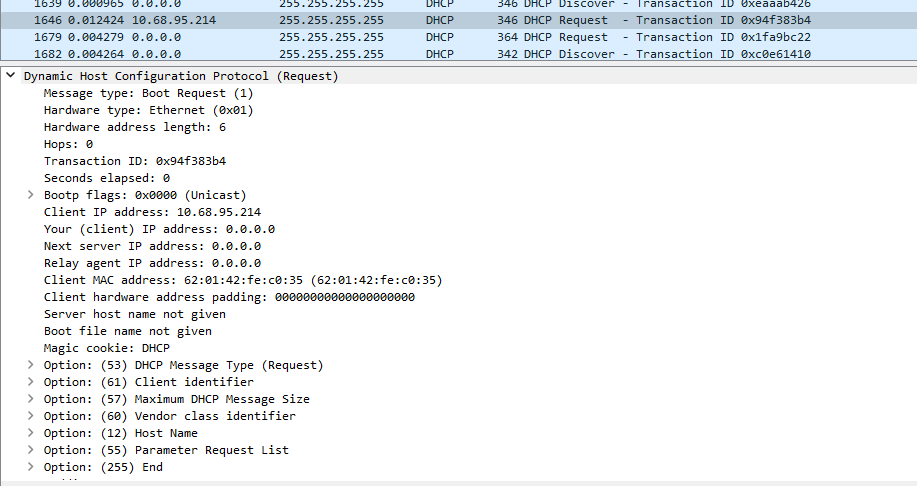 1639 0.000965 0.0.0.0 255.255.255.255 DHCP 346 DHCP Discover - Transaction ID 0xeaaab426
1646 0.012424 10.68.95.214 255.255.255.255 DHCP 346 DHCP Request - Transaction ID 0x94f383b4
1679 0.004279 0.0.0.0 255.255.255.255 DHCP 364 DHCP Request - Transaction ID 0x1fa9bc22
1682 0.004264 0.0.0.0 255.255.255.255 DHCP 342 DHCP Discover - Transaction ID 0xc0e61410
Dynamic Host Configuration Protocol (Request)
Message type: Boot Request (1)
Hardware type: Ethernet (0x01)
Hardware address length: 6
Hops: 0
Transaction ID: 0x94f383b4
Seconds elapsed: 0
Bootp flags: 0x0000 (Unicast)
Client IP address: 10.68.95.214
Your (client) IP address: 0.0.0.0
Next server IP address: 0.0.0.0
Relay agent IP address: 0.0.0.0
Client MAC address: 62:01:42:fe:c0:35 (62:01:42:fe:c0:35)
Client hardware address padding: 00000000000000000000
Server host name not given
Boot file name not given
Magic cookie: DHCP
Option: (53) DHCP Message Type (Request)
Option: (61) Client identifier
Option: (57) Maximum DHCP Message Size
Option: (60) Vendor class identifier
Option: (12) Host Name
Option: (55) Parameter Request List
Option: (255) End